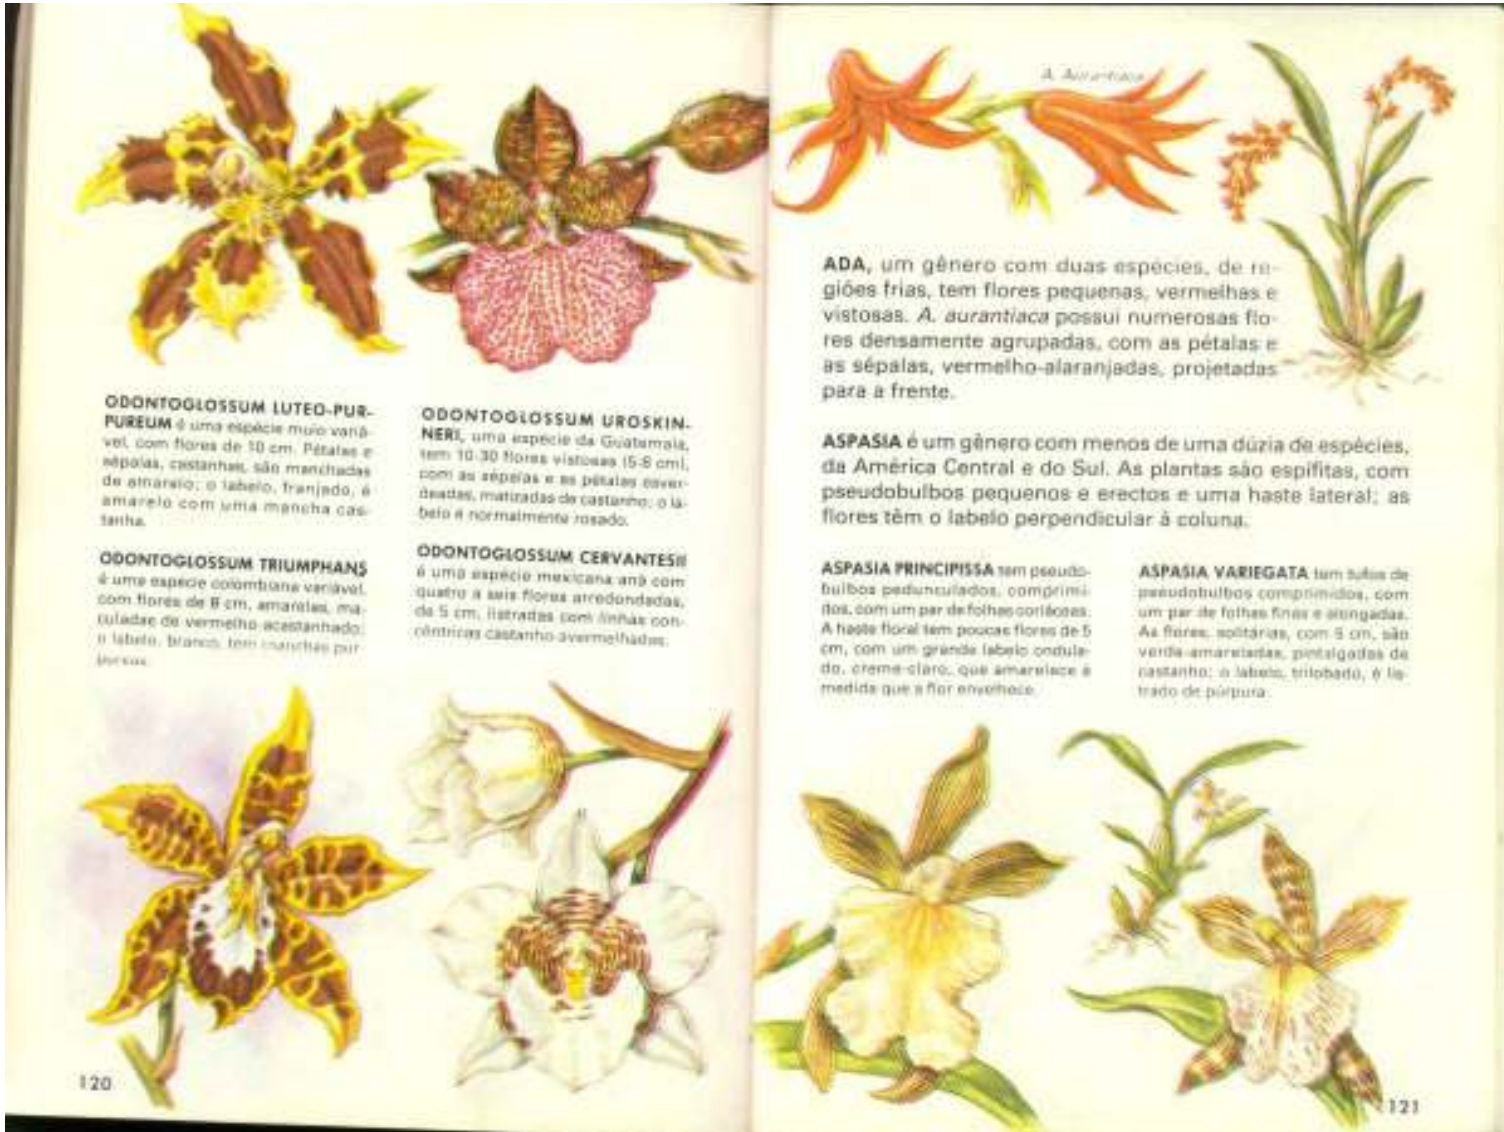 ODONTOGLOSSUM LUTEO-PUR-
PUREUM é uma espécie muio variá-
vel, com flores de 10 cm. Pétalas e
sépalas, castanhas, são manchadas
de amarelo; o labelo, franjado, é
amarelo com uma mancha cas-
tanha.
ODONTOGLOSSUM TRIUMPHANS
é uma espécie colombiana variável,
com flores de 8 cm, amarelas, ma-
culadas de vermelho-acastanhado;
o labelo, branco, tem manchas púr-
puras.
ODONTOGLOSSUM UROSKIN-
NERI, uma espécie da Guatemala,
tem 10-30 flores vistosas (5-8 cm),
com as sépalas e as pétalas esver-
deadas, matizadas de castanho; o la-
belo é normalmente rosado.
ODONTOGLOSSUM CERVANTESII
é uma espécie mexicana anã com
quatro a seis flores arredondadas,
de 5 cm, listradas com linhas con-
cêntricas castanho-avermelhadas.
120
A. Aurantiaca
ADA, um gênero com duas espécies, de re-
giões frias, tem flores pequenas, vermelhas e
vistosas. A. aurantiaca possui numerosas flo-
res densamente agrupadas, com as pétalas e
as sépalas, vermelho-alaranjadas, projetadas
para a frente.
ASPASIA é um gênero com menos de uma dúzia de espécies,
da América Central e do Sul. As plantas são espífitas, com
pseudobulbos pequenos e erectos e uma haste lateral; as
flores têm o labelo perpendicular à coluna.
ASPASIA PRINCIPISSA tem pseudo-
bulbos pedunculados, comprimi-
dos, com um par de folhas coriáceas.
A haste floral tem poucas flores de 5
cm, com um grande labelo ondula-
do, creme-claro, que amarelece à
medida que a flor envelhece.
ASPASIA VARIEGATA tem tufos de
pseudobulbos comprimidos, com
um par de folhas finas e alongadas.
As flores, solitárias, com 5 cm, são
verde-amareladas, pintalgadas de
castanho; o labelo, trilobado, é lis-
trado de púrpura.
121